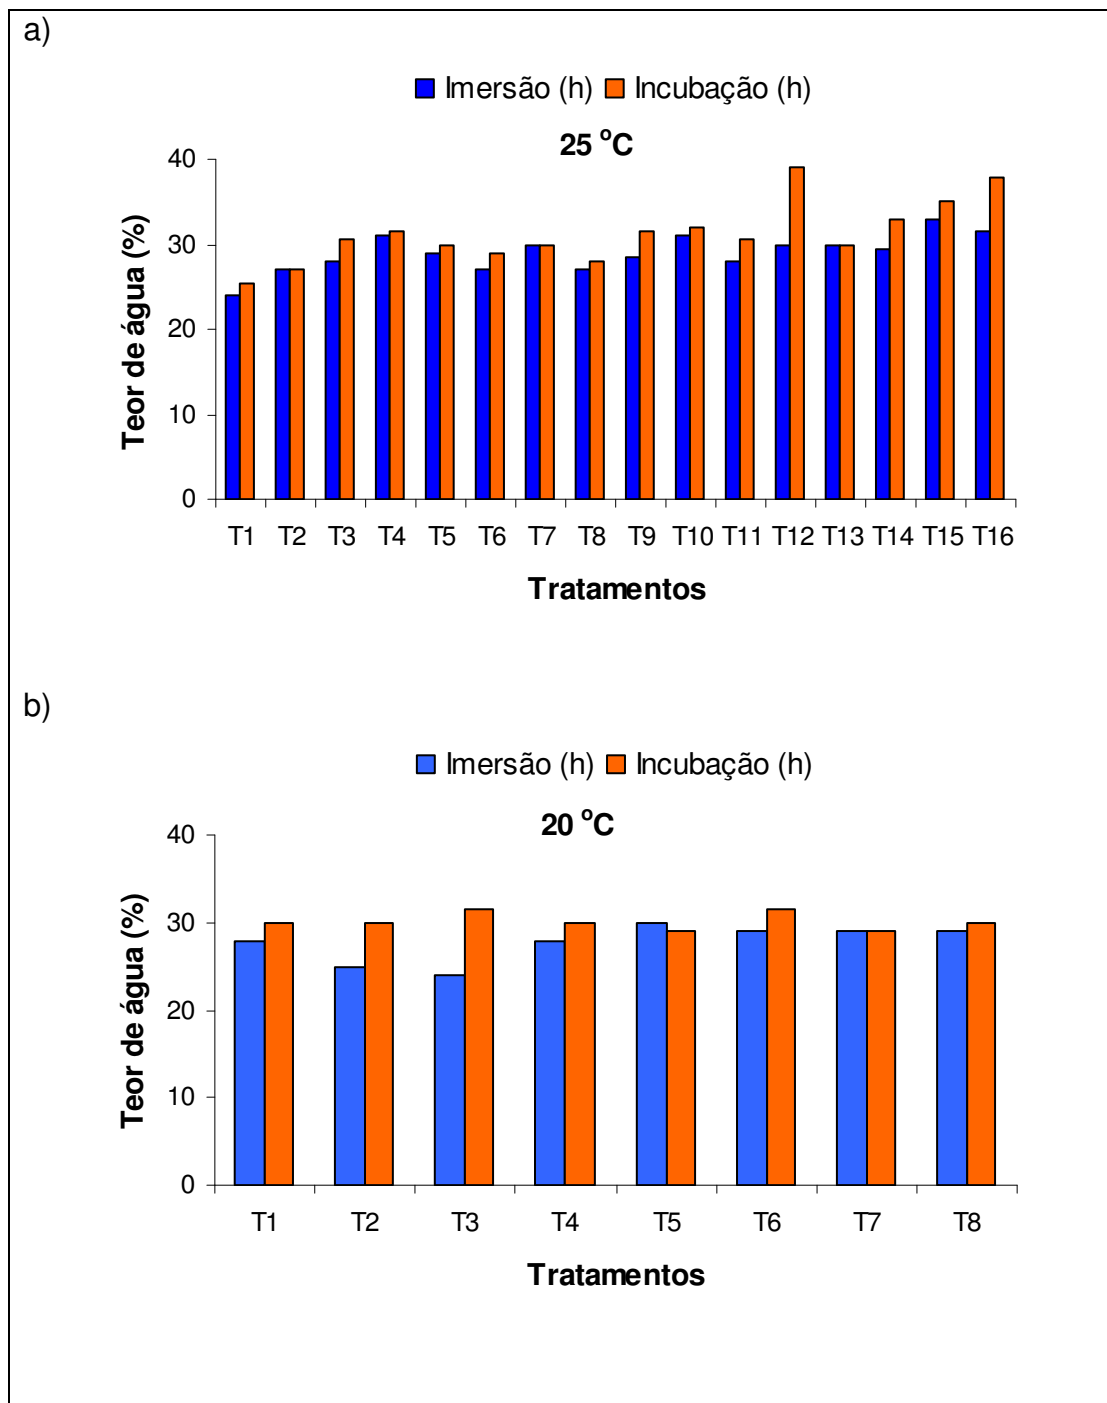 a)
Imersão (h) Incubação (h)
25 ºC
40
30
20
10
0
Teor de água (%)
T1 T2 T3 T4 T5 T6 T7 T8 T9 T10 T11 T12 T13 T14 T15 T16
Tratamentos
b)
Imersão (h) Incubação (h)
20 ºC
40
30
20
10
0
Teor de água (%)
T1 T2 T3 T4 T5 T6 T7 T8
Tratamentos